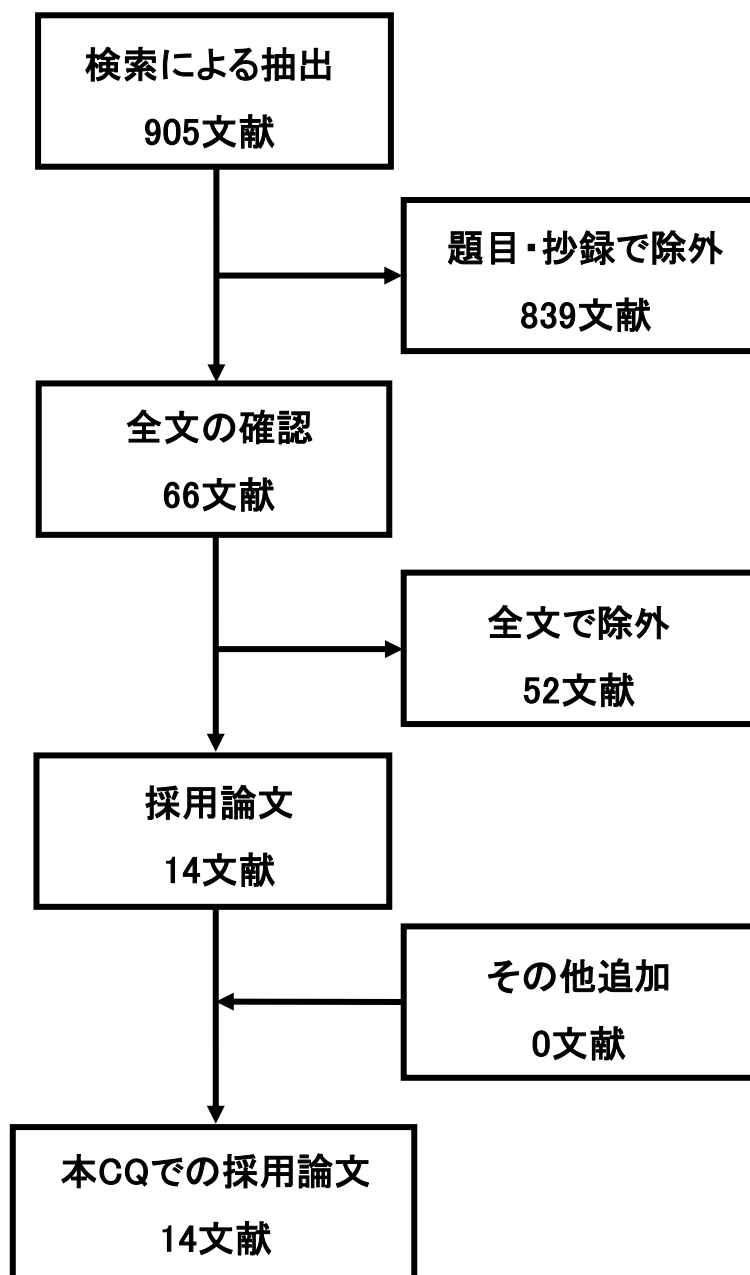 検索による抽出
905文献
題目・抄録で除外
839文献
全文の確認
66文献
全文で除外
52文献
採用論文
14文献
その他追加
0文献
本CQでの採用論文
14文献